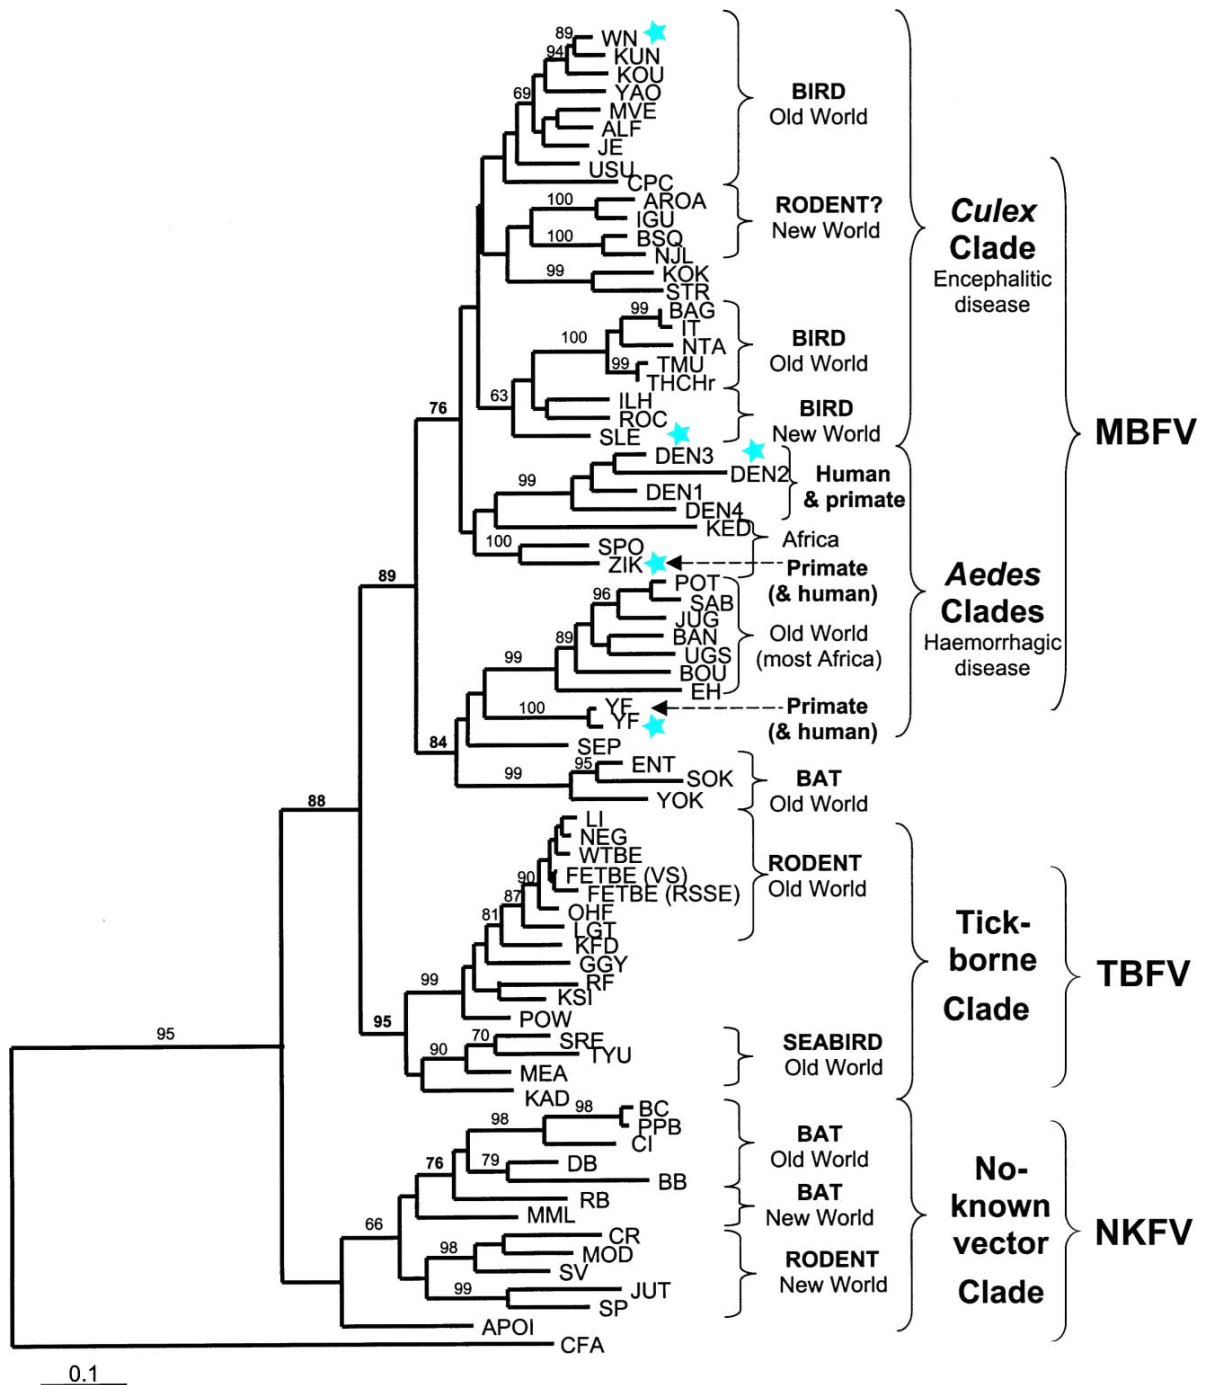 89
WN
94
KUN
KOU
YAO
69
MVE
ALF
JE
USU
CPC
BIRD
Old World
100
AROA
IGU
100
BSQ
NJL
RODENT?
New World
99
KOK
STR
Culex
Clade
Encephalitic
disease
99
BAG
IT
100
NTA
99
TMU
THCHr
BIRD
Old World
63
ILH
ROC
SLE
BIRD
New World
76
MBFV
DEN3
DEN2
99
DEN1
DEN4
Human
& primate
KED
100
SPO
ZIK
Africa
Primate
(& human)
89
POT
96
SAB
JUG
89
BAN
UGS
99
BOU
EH
Old World
(most Africa)
Aedes
Clades
Haemorrhagic
disease
100
YF
YF
Primate
(& human)
84
SEP
95
ENT
99
SOK
YOK
BAT
Old World
88
LI
NEG
WTBE
90
FETBE (VS)
87
FETBE (RSSE)
81
OHF
LGT
KFD
RODENT
Old World
GGY
99
RF
KSI
POW
95
Tick-
borne
Clade
TBFV
70
SRE
90
TYU
MEA
KAD
SEABIRD
Old World
95
98
BC
98
PPB
CI
79
DB
76
BB
BAT
Old World
RB
MML
BAT
New World
66
CR
98
MOD
SV
99
JUT
SP
RODENT
New World
No-
known
vector
Clade
NKFV
APOI
CFA
0.1